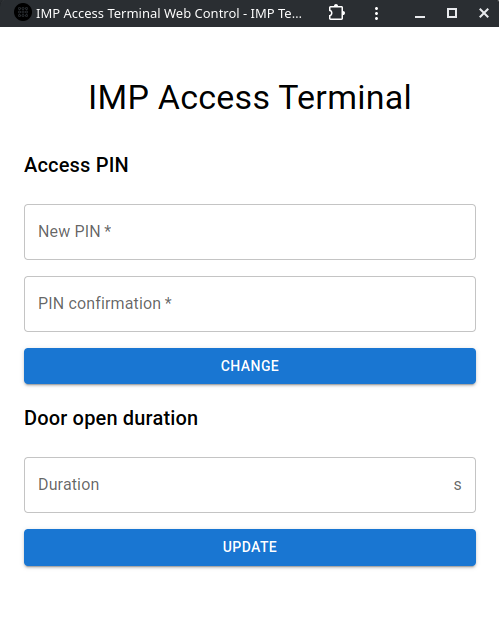 IMP Access Terminal Web Control - IMP Te...
IMP Access Terminal
Access PIN
New PIN *
PIN confirmation *
CHANGE
Door open duration
Duration s
UPDATE